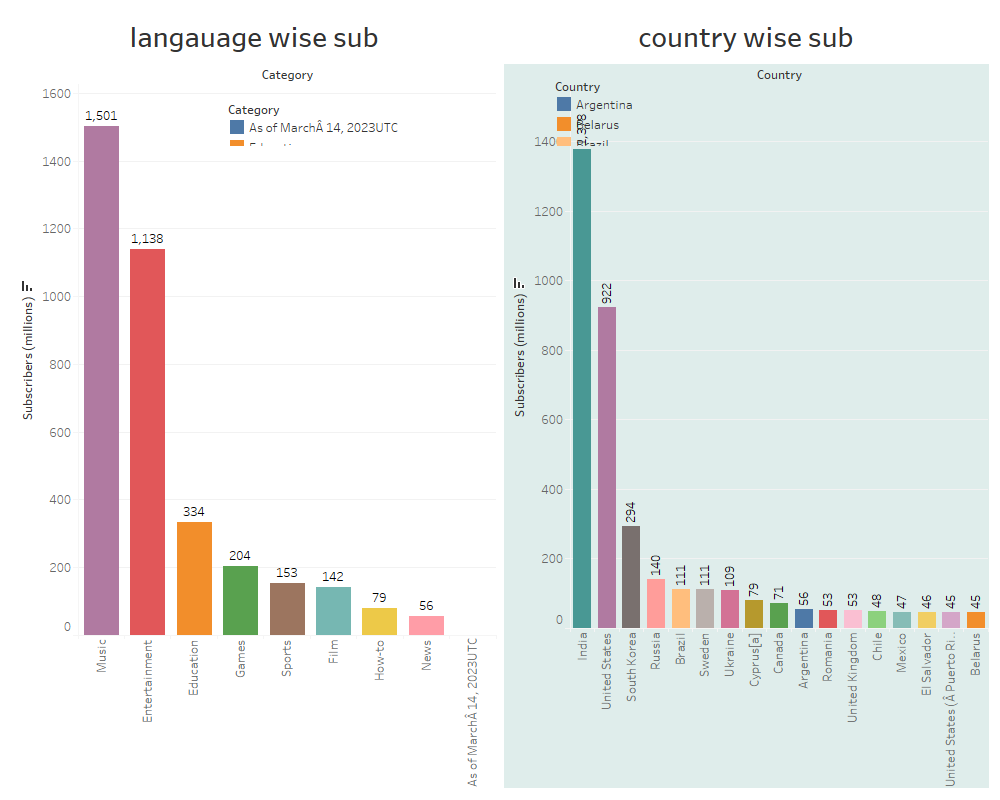 langauage wise sub
country wise sub
Category
Category
As of MarchÂ 14, 2023UTC
1600
1400
1200
1000
800
600
400
200
0
Subscribers (millions)
1,501
1,138
334
204
153
142
79
56
Music
Entertainment
Education
Games
Sports
Film
How-to
News
As of MarchÂ 14, 2023UTC
Country
Country
Argentina
Belarus
Brazil
1200
1000
800
600
400
200
0
Subscribers (millions)
922
294
140
111
111
109
79
71
56
53
53
48
47
46
45
45
India
United States
South Korea
Russia
Brazil
Sweden
Ukraine
Cyprus[a]
Canada
Argentina
Romania
United Kingdom
Chile
Mexico
El Salvador
United States (Â Puerto Ri..
Belarus